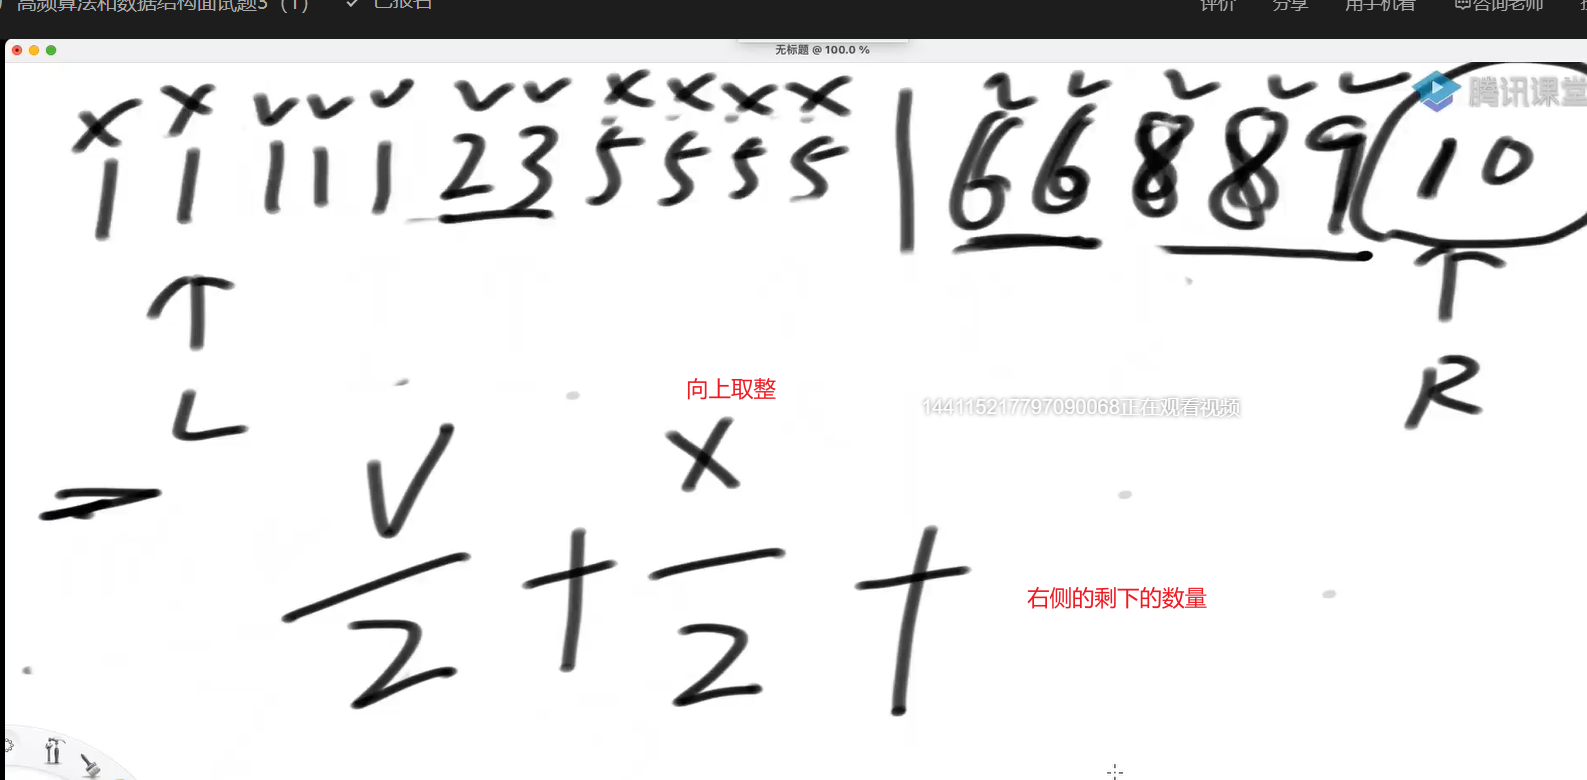 高频算法和数据结构面试题3（1） 已报名 评价 分享 用手机看 咨询老师
无标题 @ 100.0 %
X X V V V V V X X X X V V V V V
腾讯课堂
1 1 1 1 1 2 3 5 5 5 5 | 6 6 8 8 9 10
↑ ↑
L R
向上取整
144115217797090068正在观看视频
V X
= — + — + 右侧的剩下的数量
2 2